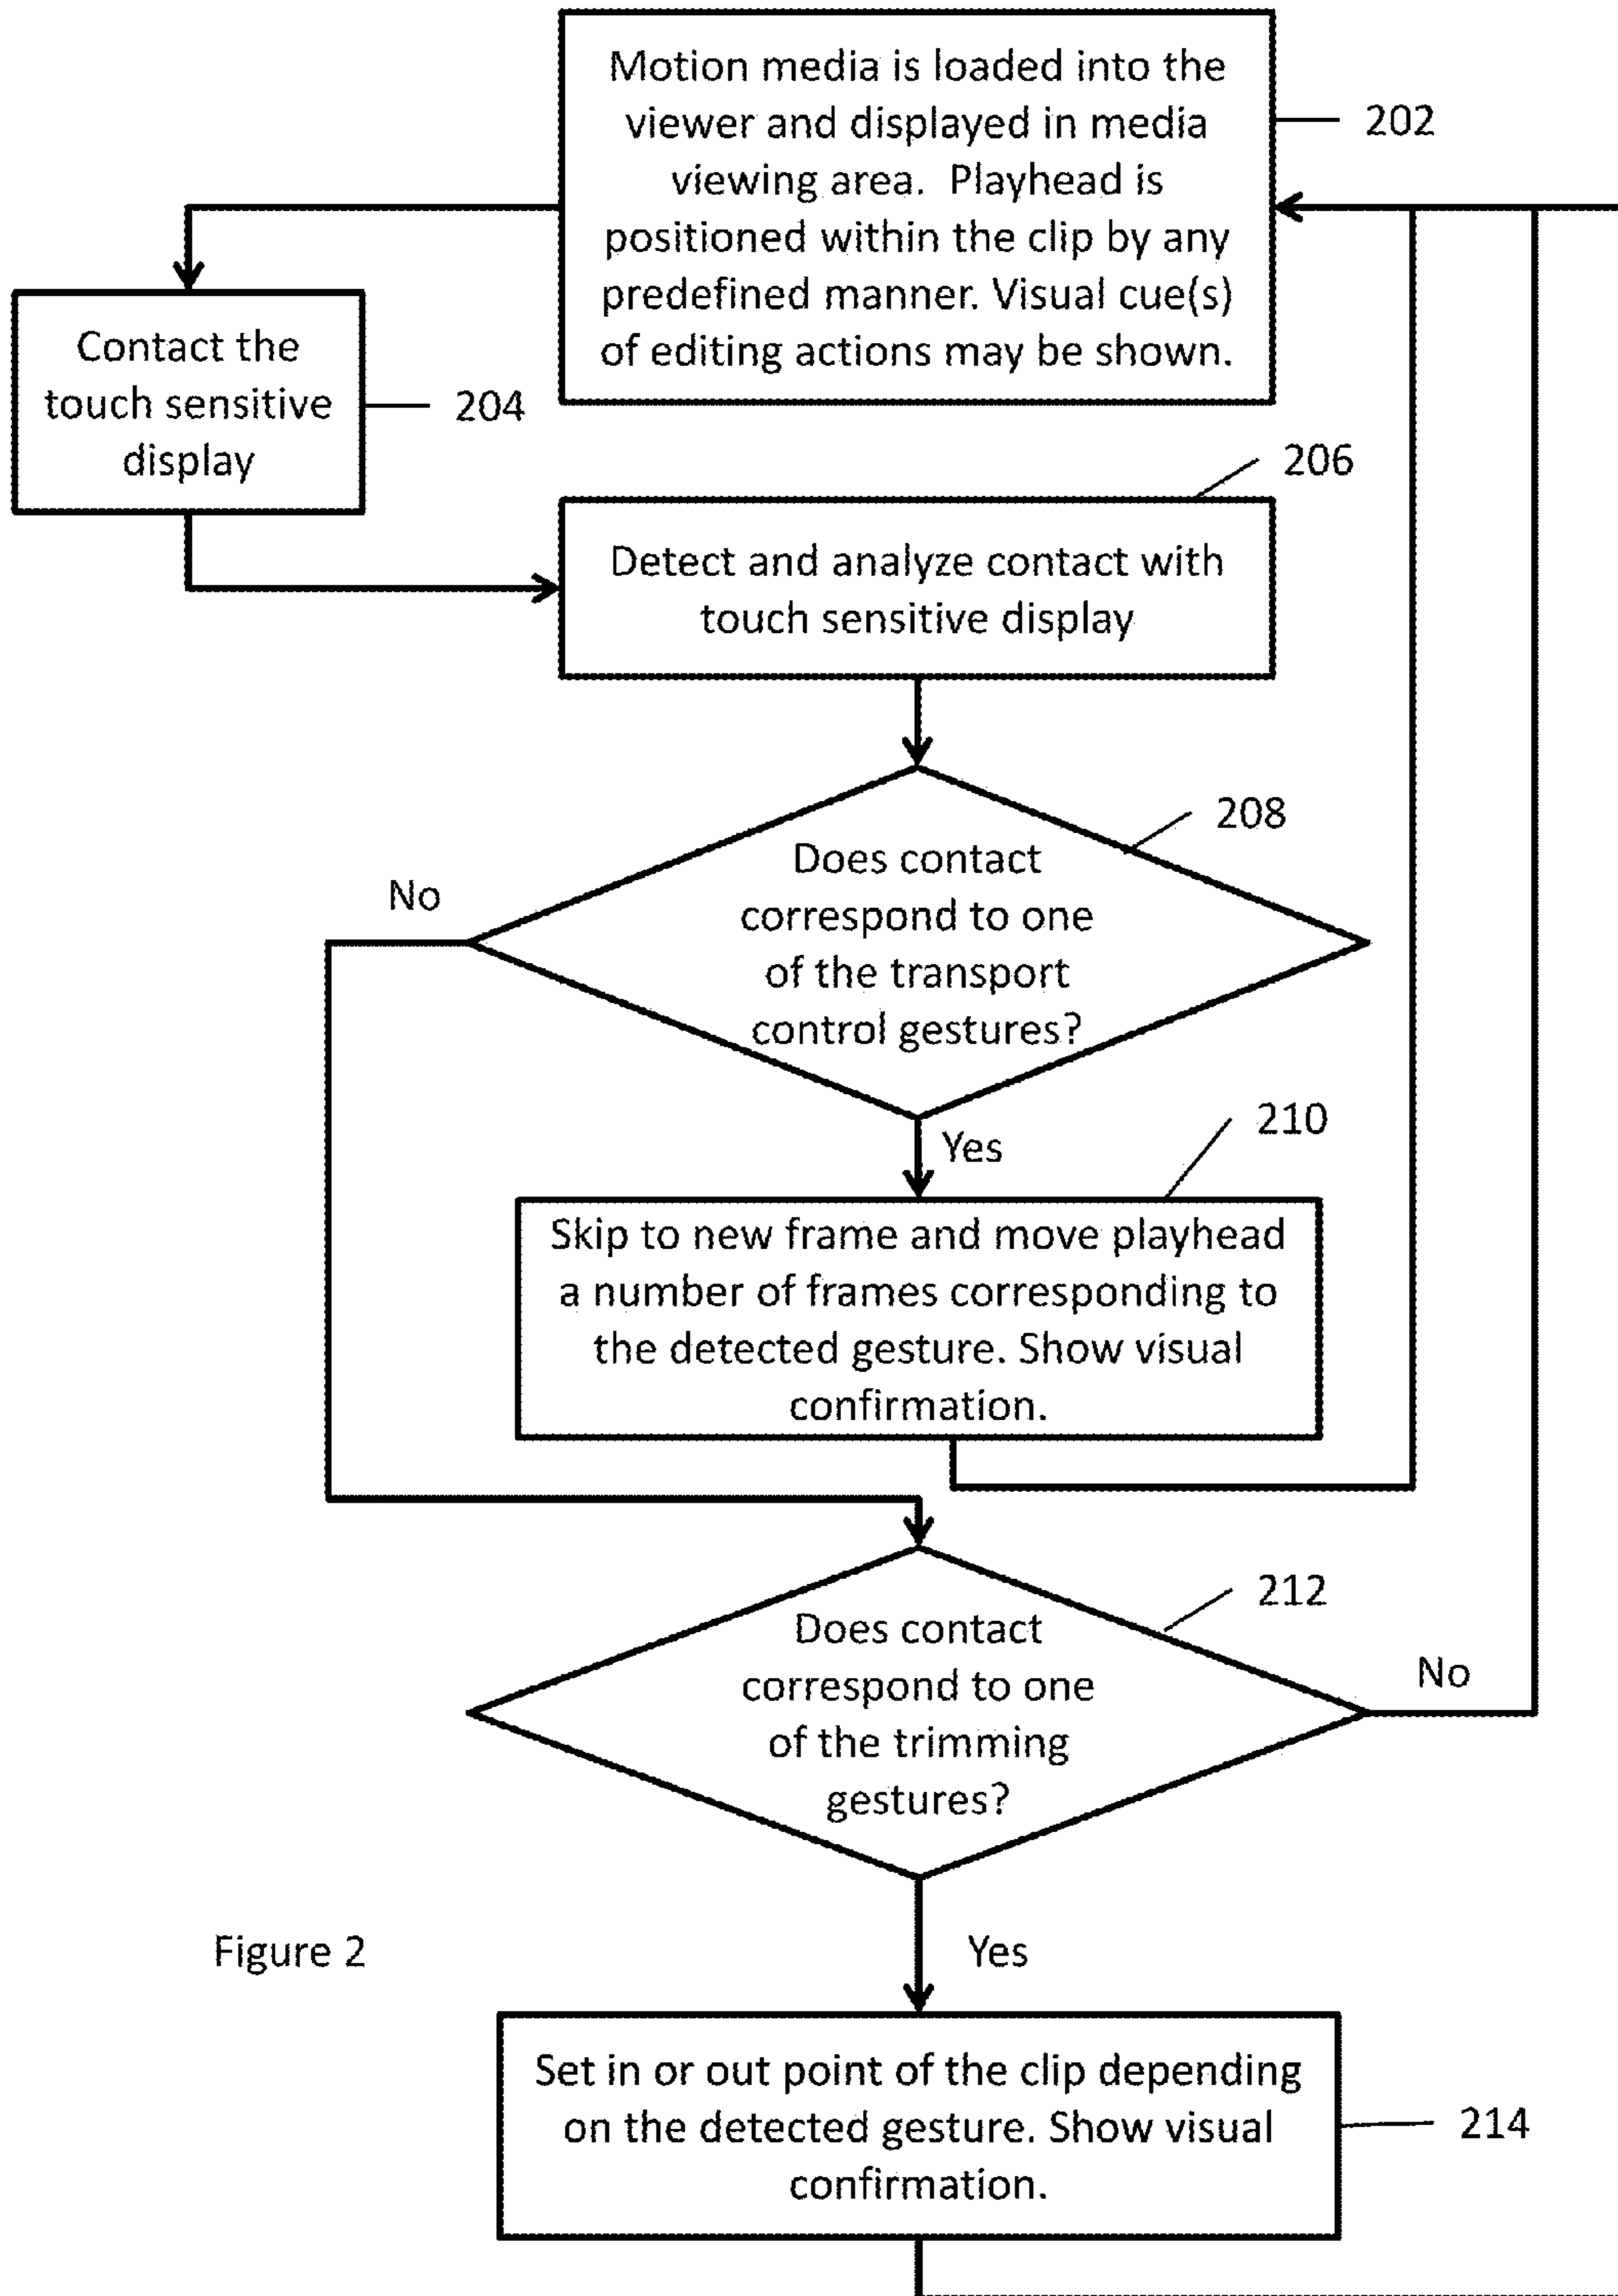 Motion media is loaded into the
viewer and displayed in media
viewing area. Playhead is
positioned within the clip by any
predefined manner. Visual cue(s)
of editing actions may be shown.
202
Contact the
touch sensitive
display
204
206
Detect and analyze contact with
touch sensitive display
208
Does contact
correspond to one
of the transport
control gestures?
No
Yes
210
Skip to new frame and move playhead
a number of frames corresponding to
the detected gesture. Show visual
confirmation.
212
Does contact
correspond to one
of the trimming
gestures?
No
Yes
Figure 2
Set in or out point of the clip depending
on the detected gesture. Show visual
confirmation.
214